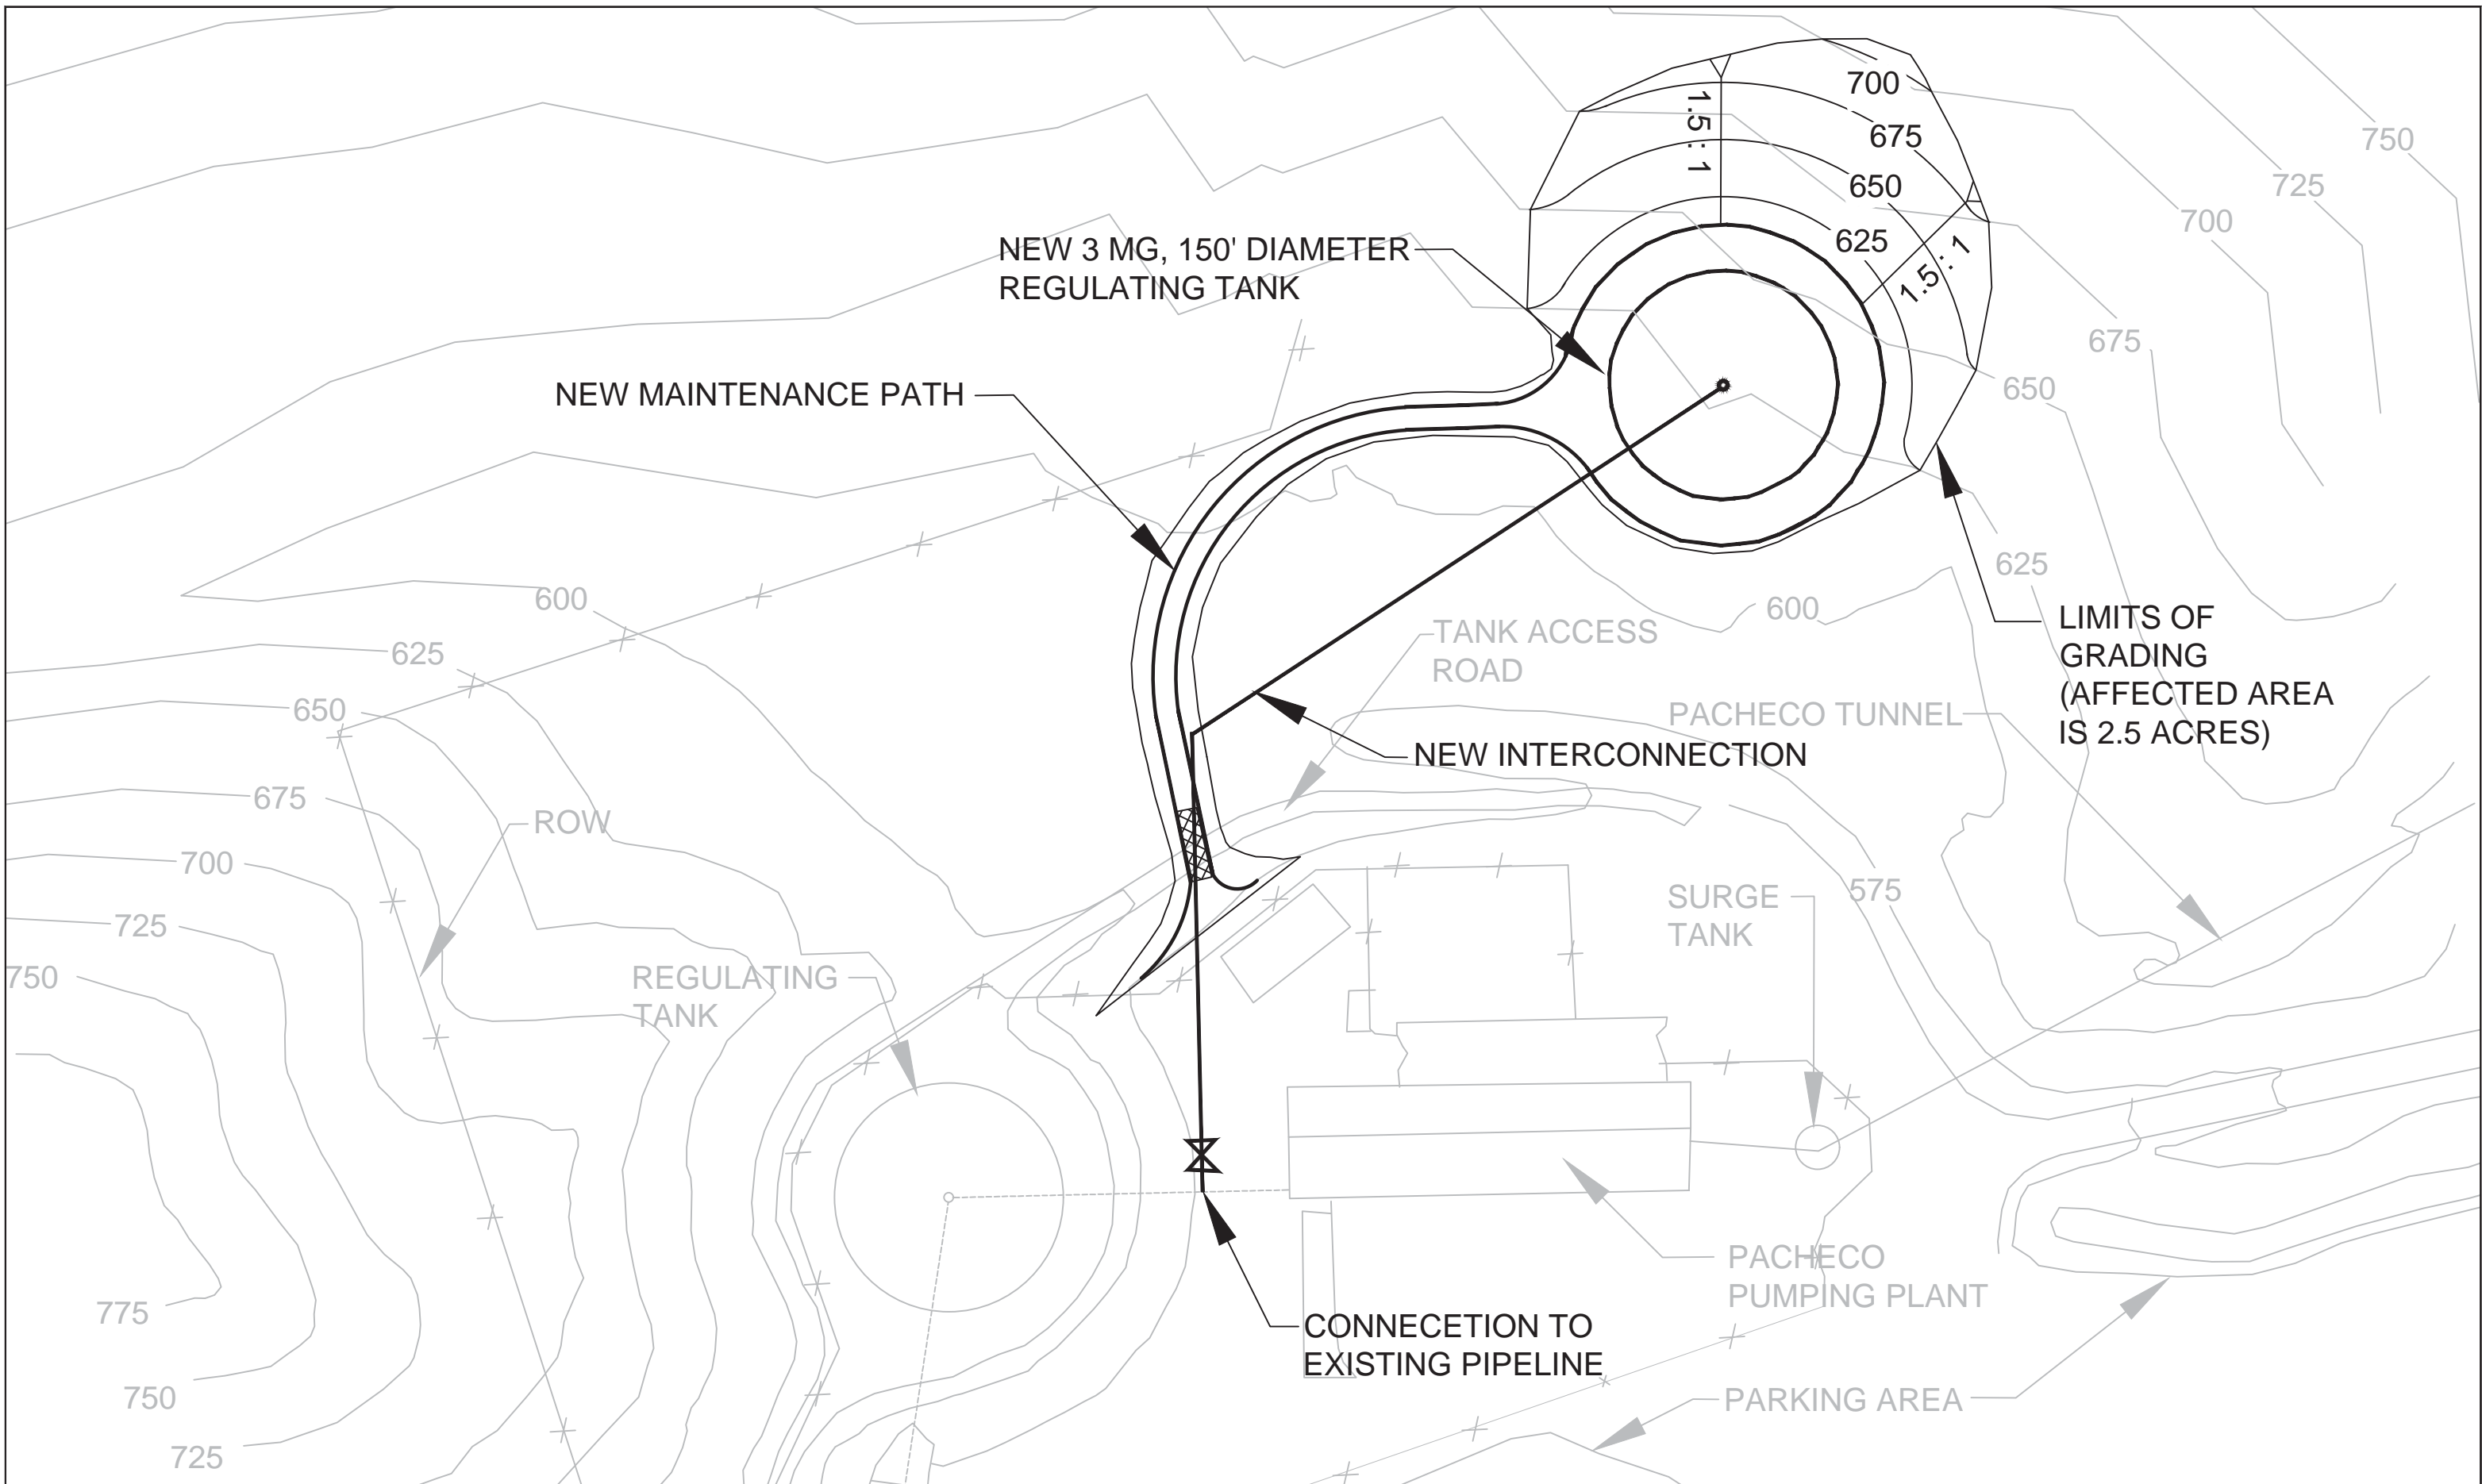 700
1.5 : 1
675
750
650
725
700
NEW 3 MG, 150' DIAMETER
REGULATING TANK
625
1.5 : 1
675
NEW MAINTENANCE PATH
650
625
600
600
LIMITS OF
GRADING
(AFFECTED AREA
IS 2.5 ACRES)
TANK ACCESS
ROAD
625
650
PACHECO TUNNEL
NEW INTERCONNECTION
675
ROW
700
SURGE
TANK
575
725
750
REGULATING
TANK
PACHECO
PUMPING PLANT
775
CONNECETION TO
EXISTING PIPELINE
750
PARKING AREA
725